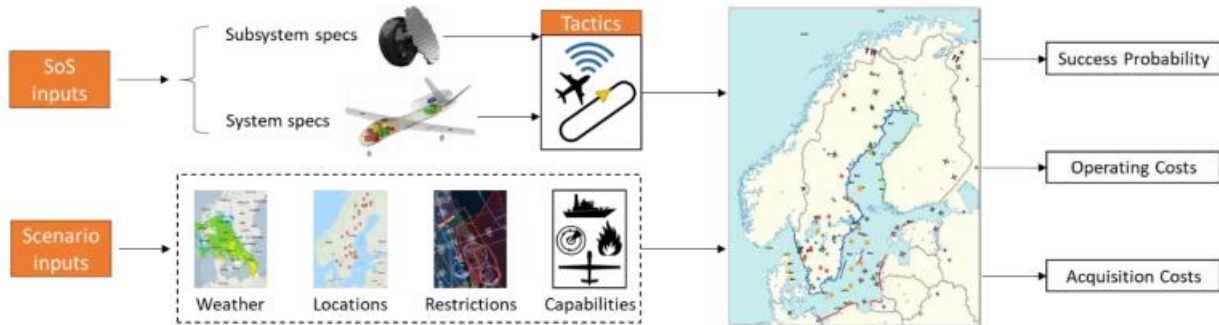 SoS
inputs
Subsystem specs
System specs
Tactics
Scenario
inputs
Weather
Locations
Restrictions
Capabilities
Success Probability
Operating Costs
Acquisition Costs